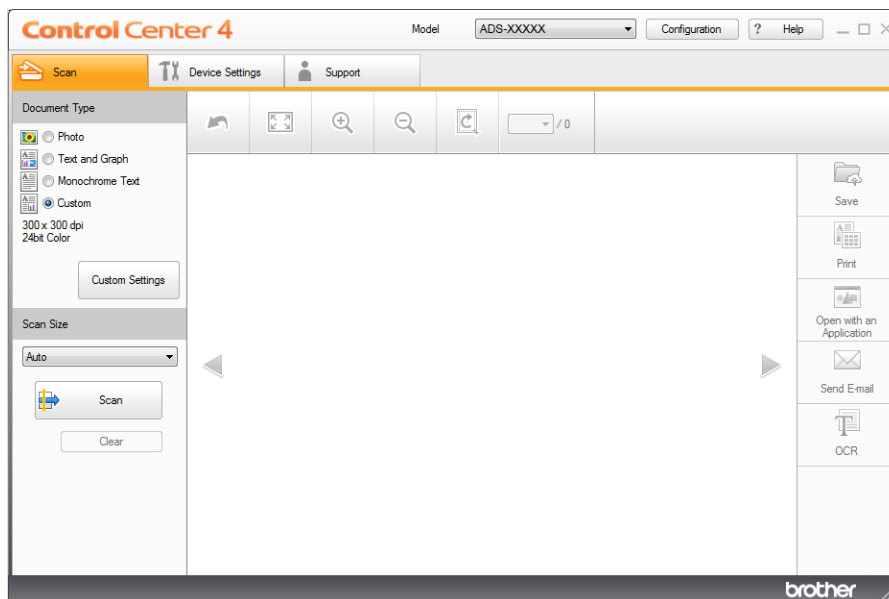 Control Center 4
Model
ADS-XXXXX
Configuration
? Help
Scan
Device Settings
Support
Document Type
Photo
Text and Graph
Monochrome Text
Custom
300 x 300 dpi
24bit Color
Custom Settings
Scan Size
Auto
Scan
Clear
/ 0
Save
Print
Open with an
Application
Send E-mail
OCR
brother